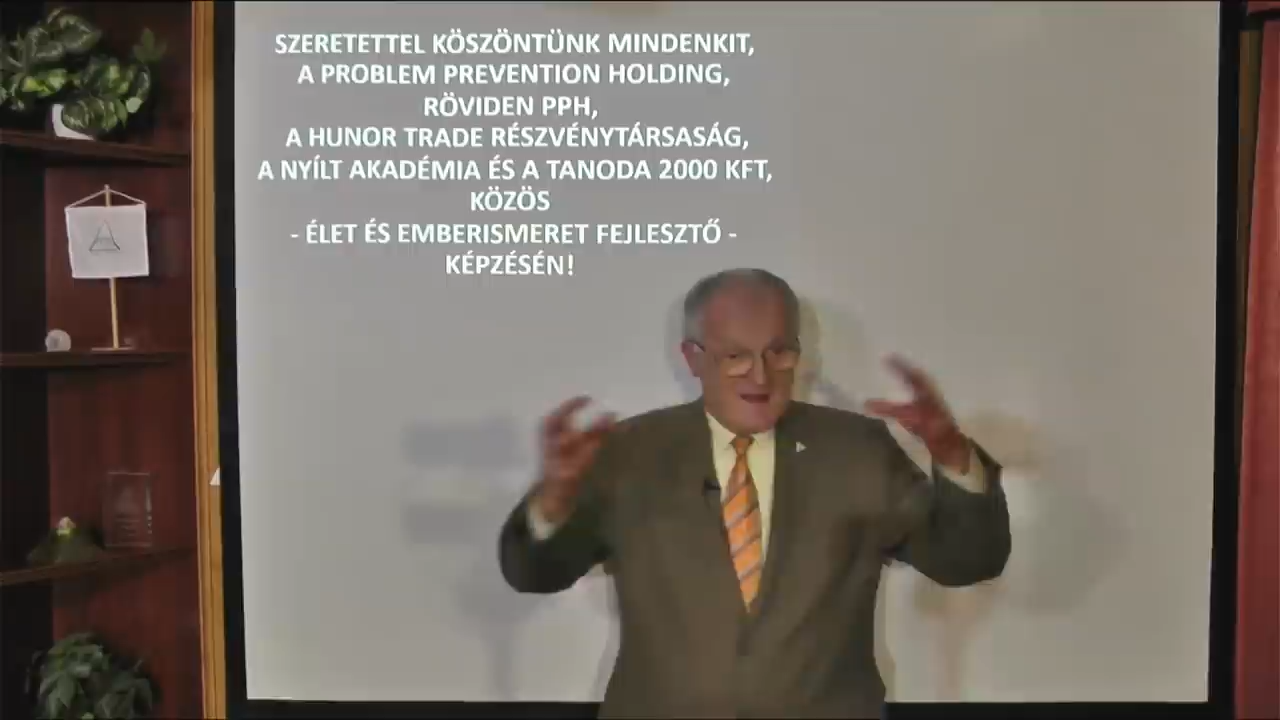 SZERETETTEL KÖSZÖNTÜNK MINDENKIT,
A PROBLEM PREVENTION HOLDING,
RÖVIDEN PPH,
A HUNOR TRADE RÉSZVÉNYTÁRSASÁG,
A NYÍLT AKADÉMIA ÉS A TANODA 2000 KFT,
KÖZÖS
- ÉLET ÉS EMBERISMERET FEJLESZTŐ -
KÉPZÉSÉN!